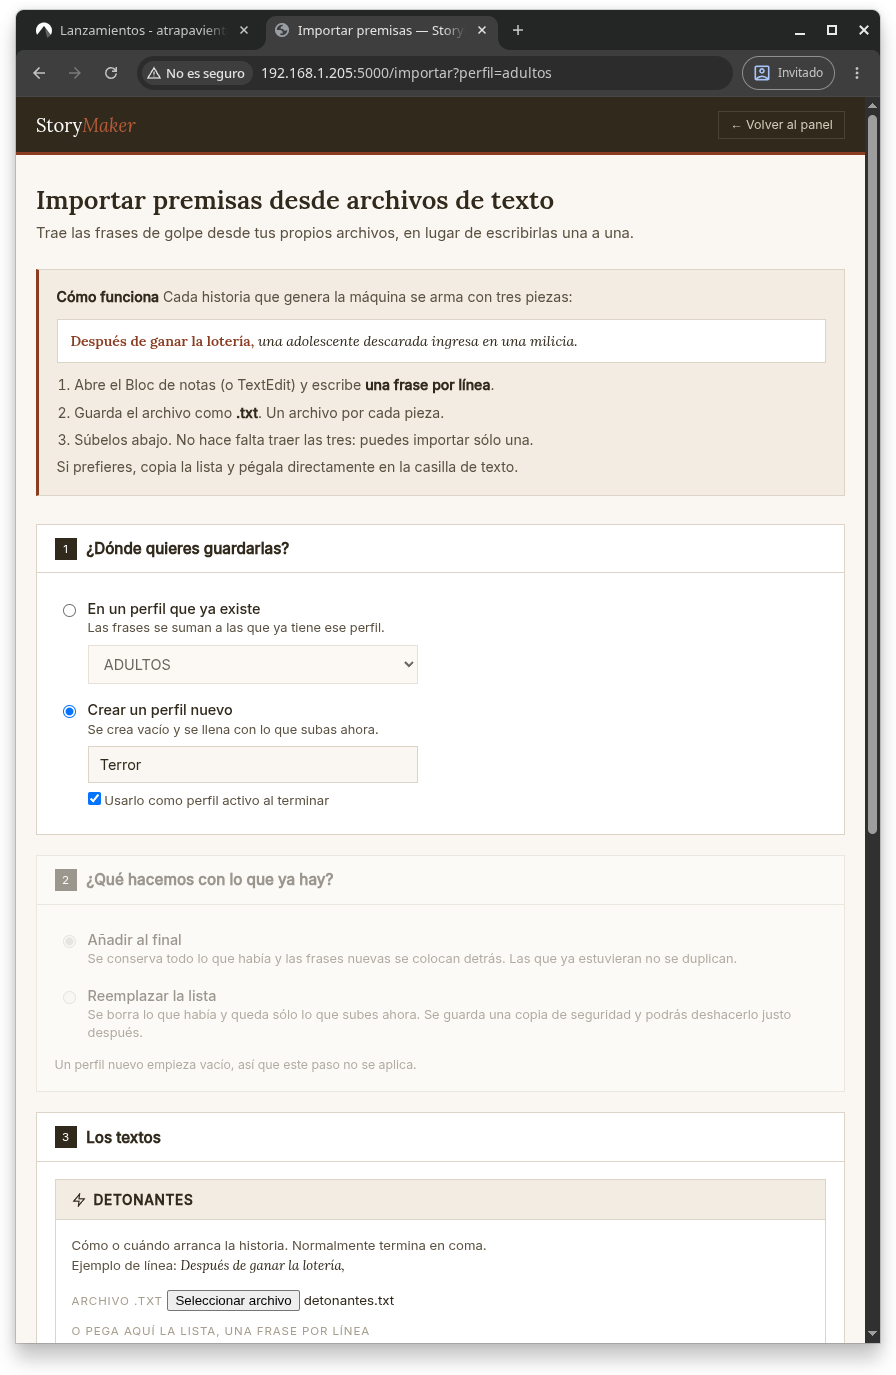 Lanzamientos - atrapavient
Importar premisas — Story
No es seguro
192.168.1.205:5000/importar?perfil=adultos
Invitado
StoryMaker
← Volver al panel
Importar premisas desde archivos de texto
Trae las frases de golpe desde tus propios archivos, en lugar de escribirlas una a una.
Cómo funciona Cada historia que genera la máquina se arma con tres piezas:
Después de ganar la lotería, una adolescente descarada ingresa en una milicia.
1. Abre el Bloc de notas (o TextEdit) y escribe una frase por línea.
2. Guarda el archivo como .txt. Un archivo por cada pieza.
3. Súbelos abajo. No hace falta traer las tres: puedes importar sólo una.
Si prefieres, copia la lista y pégala directamente en la casilla de texto.
1 ¿Dónde quieres guardarlas?
En un perfil que ya existe
Las frases se suman a las que ya tiene ese perfil.
ADULTOS
Crear un perfil nuevo
Se crea vacío y se llena con lo que subas ahora.
Terror
Usarlo como perfil activo al terminar
2 ¿Qué hacemos con lo que ya hay?
Añadir al final
Se conserva todo lo que había y las frases nuevas se colocan detrás. Las que ya estuvieran no se duplican.
Reemplazar la lista
Se borra lo que había y queda sólo lo que subes ahora. Se guarda una copia de seguridad y podrás deshacerlo justo
después.
Un perfil nuevo empieza vacío, así que este paso no se aplica.
3 Los textos
DETONANTES
Cómo o cuándo arranca la historia. Normalmente termina en coma.
Ejemplo de línea: Después de ganar la lotería,
ARCHIVO .TXT Seleccionar archivo detonantes.txt
O PEGA AQUÍ LA LISTA, UNA FRASE POR LÍNEA